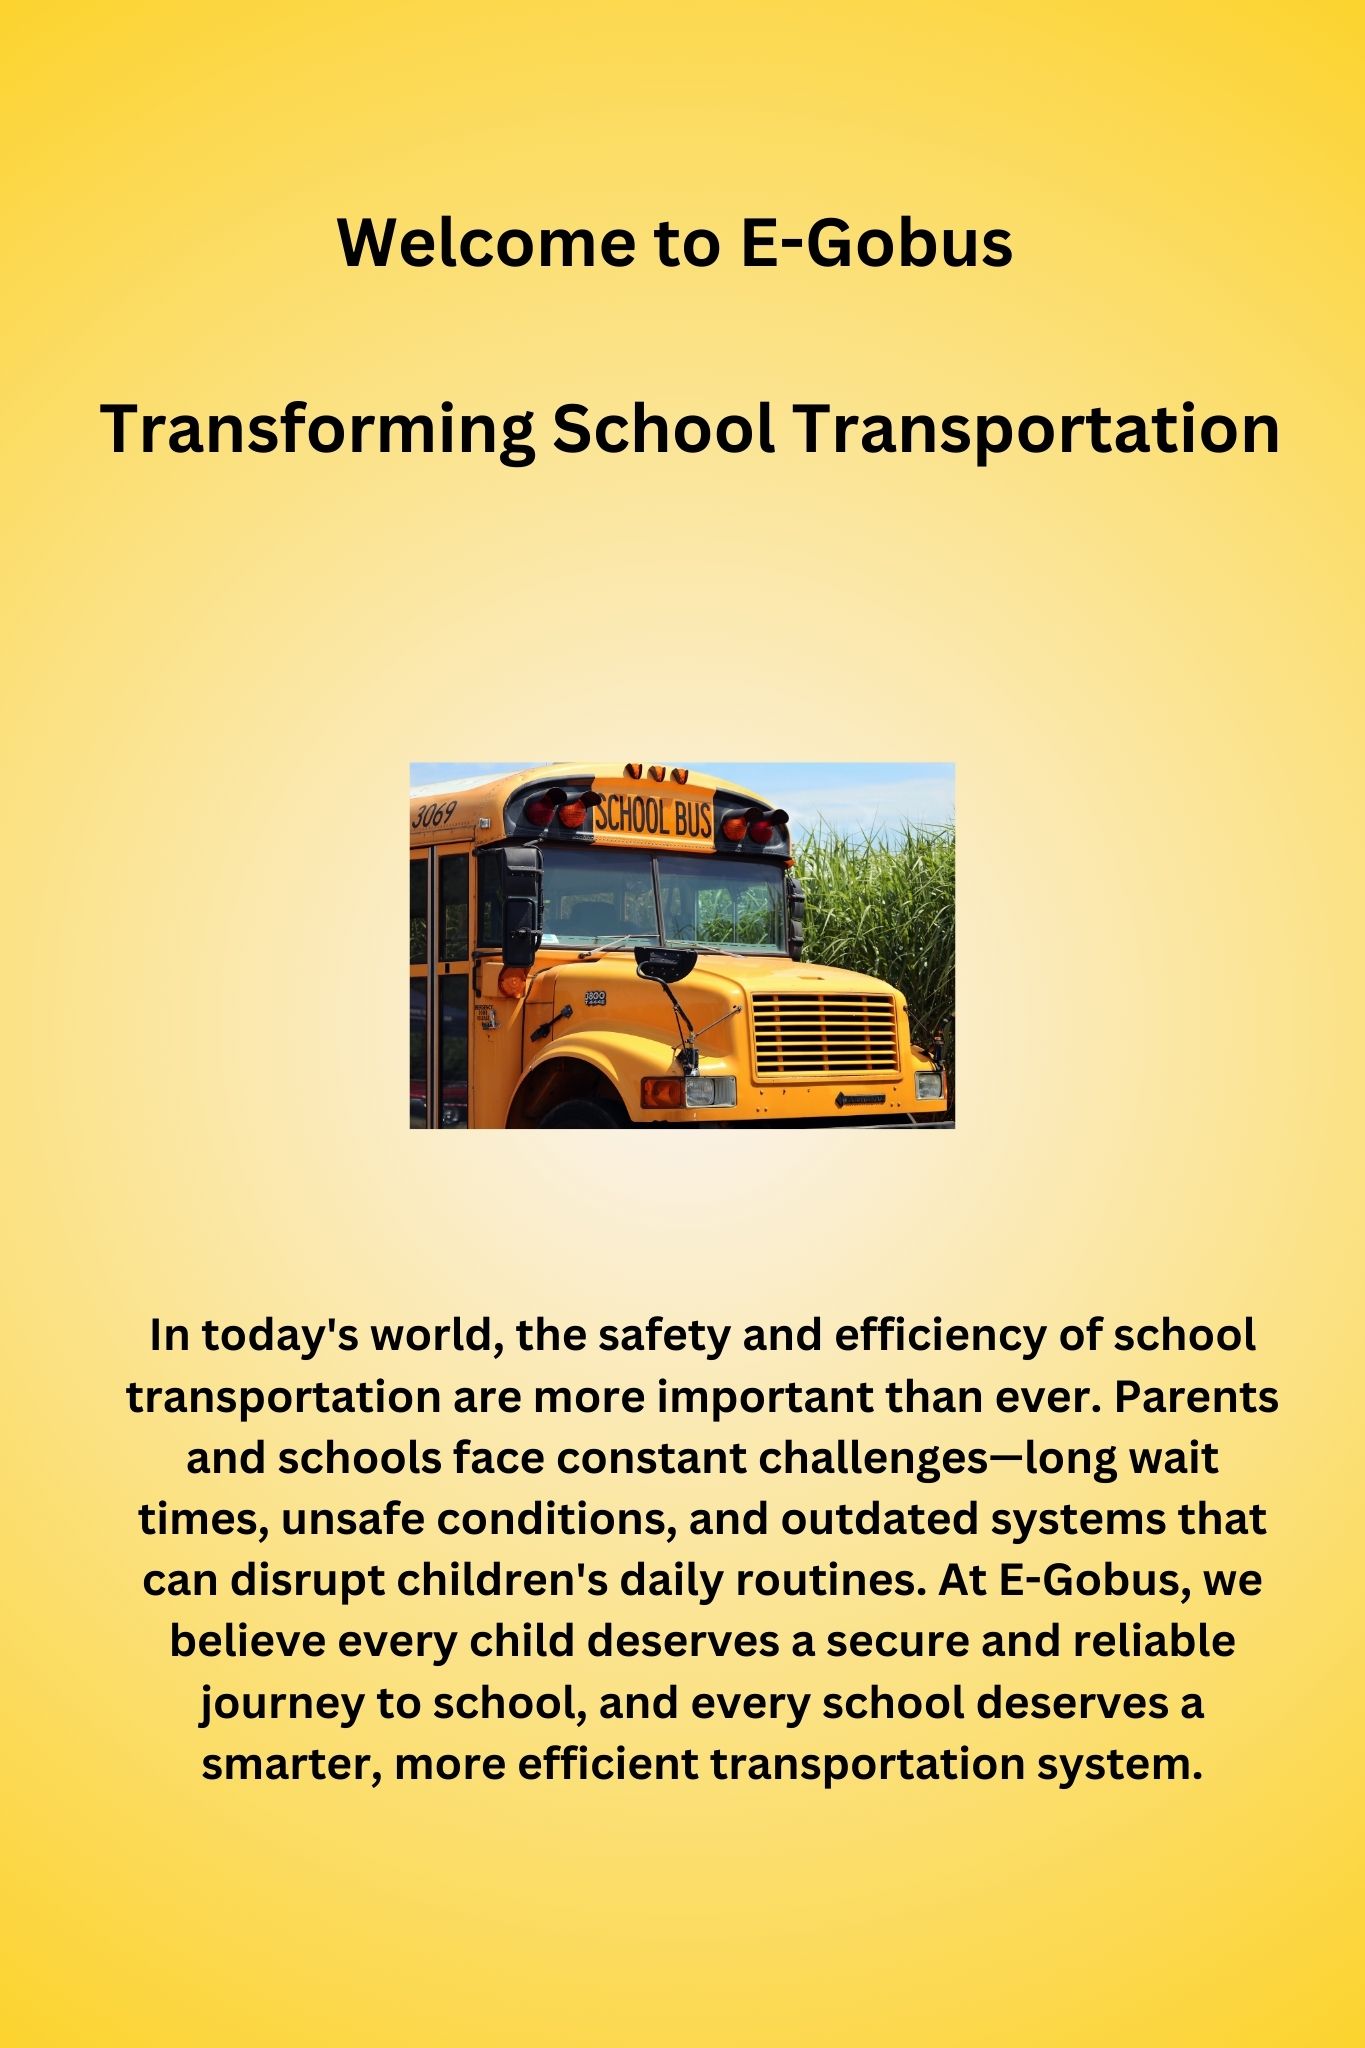 Welcome to E-Gobus
Transforming School Transportation
3069
SCHOOL BUS
In today's world, the safety and efficiency of school
transportation are more important than ever. Parents
and schools face constant challenges—long wait
times, unsafe conditions, and outdated systems that
can disrupt children's daily routines. At E-Gobus, we
believe every child deserves a secure and reliable
journey to school, and every school deserves a
smarter, more efficient transportation system.